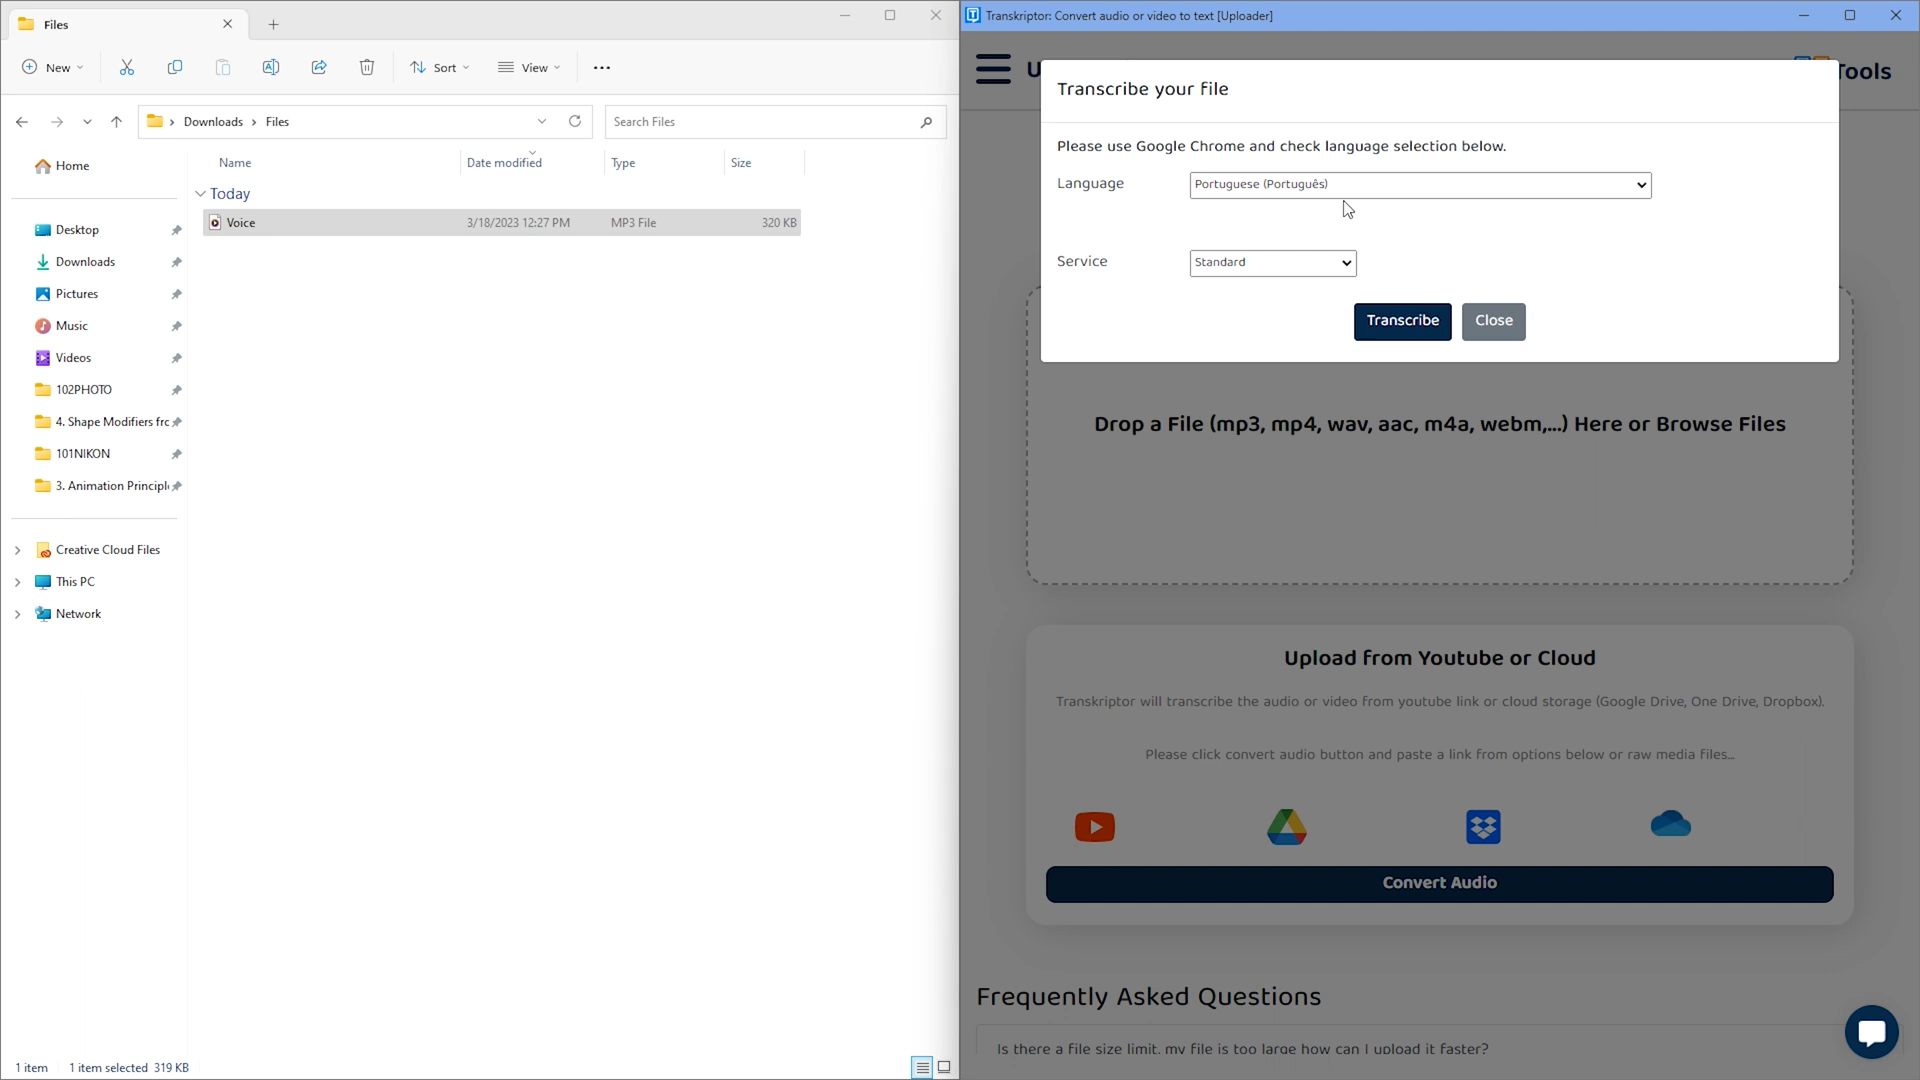 Files
New
Sort
View
Downloads
Files
Search Files
Name
Date modified
Type
Size
Home
Today
Voice
3/18/2023 12:27 PM
MP3 File
320 KB
Desktop
Downloads
Pictures
Music
Videos
102PHOTO
4. Shape Modifiers frc
101NIKON
3. Animation Principl
Creative Cloud Files
This PC
Network
1 item
1 item selected 319 KB
Transkriptor: Convert audio or video to text [Uploader]
Tools
Transcribe your file
Please use Google Chrome and check language selection below.
Language
Portuguese (Português)
Service
Standard
Transcribe
Close
Drop a File (mp3, mp4, wav, aac, m4a, webm,...) Here or Browse Files
Upload from Youtube or Cloud
Transkriptor will transcribe the audio or video from youtube link or cloud storage (Google Drive, One Drive, Dropbox).
Please click convert audio button and paste a link from options below or raw media files...
Convert Audio
Frequently Asked Questions
Is there a file size limit, my file is too large how can I upload it faster?